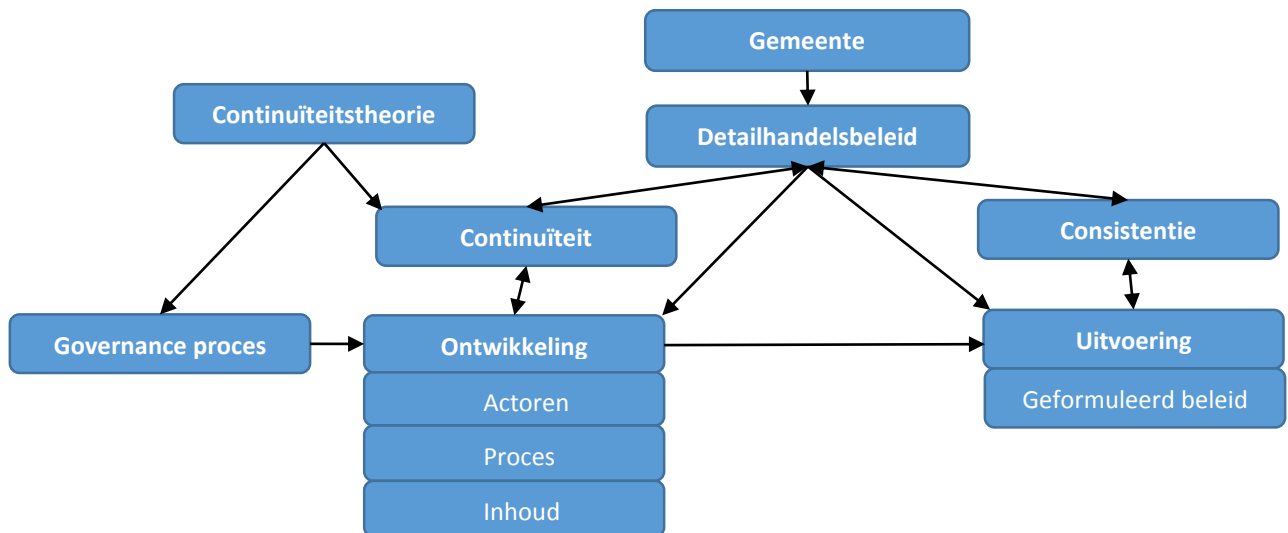 Gemeente
Continuïteitstheorie
Detailhandelsbeleid
Continuïteit
Consistentie
Governance proces
Ontwikkeling
Uitvoering
Actoren
Geformuleerd beleid
Proces
Inhoud